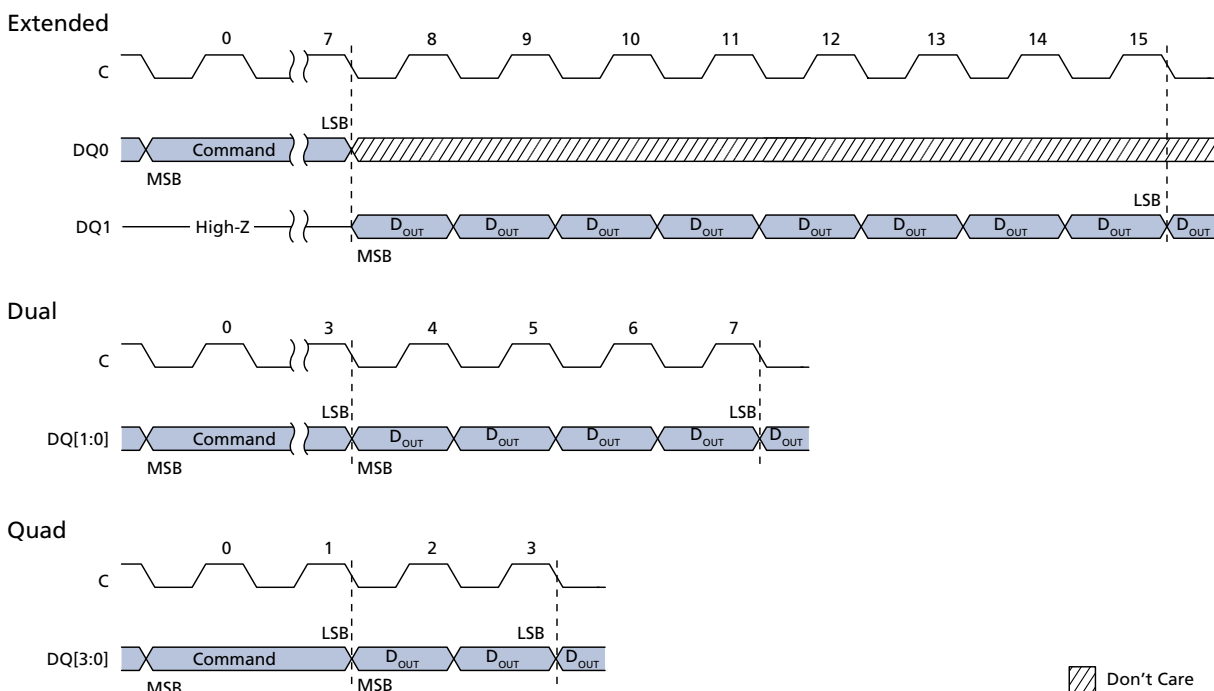 Extended
0 7 8 9 10 11 12 13 14 15
C
LSB
DQ0 Command
MSB
LSB
DQ1 High-Z DOUT DOUT DOUT DOUT DOUT DOUT DOUT DOUT DOUT
MSB
Dual
0 3 4 5 6 7
C
LSB LSB
DQ[1:0] Command DOUT DOUT DOUT DOUT DOUT
MSB MSB
Quad
0 1 2 3
C
LSB LSB
DQ[3:0] Command DOUT DOUT DOUT
MSB MSB
Don't Care